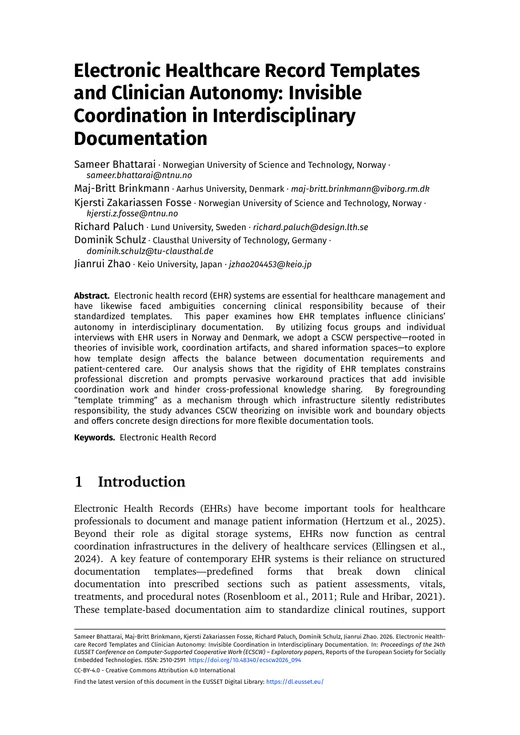 Electronic Healthcare Record Templates
and Clinician Autonomy: Invisible
Coordination in Interdisciplinary
Documentation
Sameer Bhattarai · Norwegian University of Science and Technology, Norway ·
sameer.bhattarai@ntnu.no
Maj-Britt Brinkmann · Aarhus University, Denmark · maj-britt.brinkmann@viborg.rm.dk
Kjersti Zakariassen Fosse · Norwegian University of Science and Technology, Norway ·
kjersti.z.fosse@ntnu.no
Richard Paluch · Lund University, Sweden · richard.paluch@design.lth.se
Dominik Schulz · Clausthal University of Technology, Germany ·
dominik.schulz@tu-clausthal.de
Jianrui Zhao · Keio University, Japan · jzhao204453@keio.jp
Abstract. Electronic health record (EHR) systems are essential for healthcare management and
have likewise faced ambiguities concerning clinical responsibility because of their
standardized templates. This paper examines how EHR templates influence clinicians'
autonomy in interdisciplinary documentation. By utilizing focus groups and individual
interviews with EHR users in Norway and Denmark, we adopt a CSCW perspective—rooted in
theories of invisible work, coordination artifacts, and shared information spaces—to explore
how template design affects the balance between documentation requirements and
patient-centered care. Our analysis shows that the rigidity of EHR templates constrains
professional discretion and prompts pervasive workaround practices that add invisible
coordination work and hinder cross-professional knowledge sharing. By foregrounding
"template trimming" as a mechanism through which infrastructure silently redistributes
responsibility, the study advances CSCW theorizing on invisible work and boundary objects
and offers concrete design directions for more flexible documentation tools.
Keywords. Electronic Health Record
1 Introduction
Electronic Health Records (EHRs) have become important tools for healthcare
professionals to document and manage patient information (Hertzum et al., 2025).
Beyond their role as digital storage systems, EHRs now function as central
coordination infrastructures in the delivery of healthcare services (Ellingsen et al.,
2024). A key feature of contemporary EHR systems is their reliance on structured
documentation templates—predefined forms that break down clinical
documentation into prescribed sections such as patient assessments, vitals,
treatments, and procedural notes (Rosenbloom et al., 2011; Rule and Hribar, 2021).
These template-based documentation aim to standardize clinical routines, support
Sameer Bhattarai, Maj-Britt Brinkmann, Kjersti Zakariassen Fosse, Richard Paluch, Dominik Schulz, Jianrui Zhao. 2026. Electronic Health-
care Record Templates and Clinician Autonomy: Invisible Coordination in Interdisciplinary Documentation. In: Proceedings of the 24th
EUSSET Conference on Computer-Supported Cooperative Work (ECSCW) – Exploratory papers, Reports of the European Society for Socially
Embedded Technologies. ISSN: 2510-2591 https://doi.org/10.48340/ecscw2026_094
CC-BY-4.0 - Creative Commons Attribution 4.0 International
Find the latest version of this document in the EUSSET Digital Library: https://dl.eusset.eu/